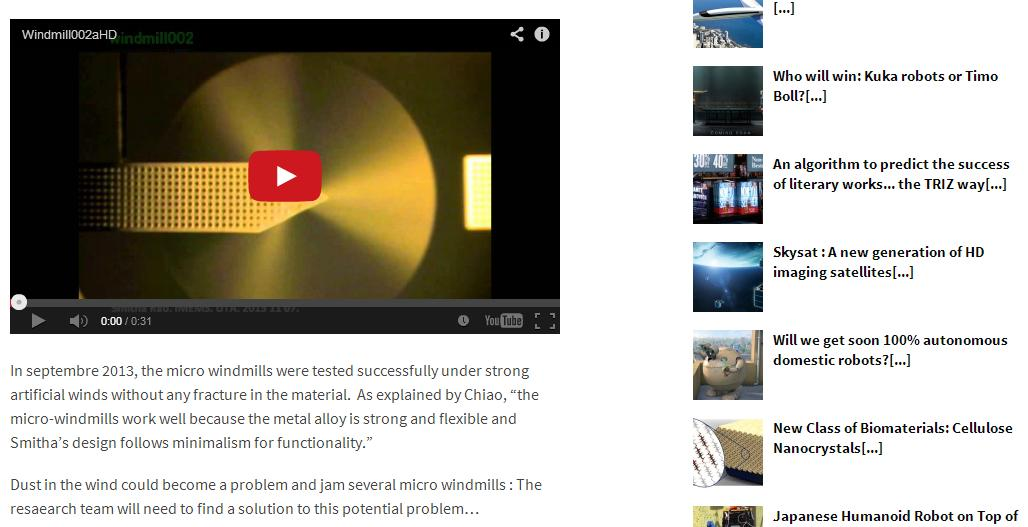 Windmill002aHD
windmill002
0:00 / 0:31
YouTube
In septembre 2013, the micro windmills were tested successfully under strong
artificial winds without any fracture in the material.  As explained by Chiao, “the
micro-windmills work well because the metal alloy is strong and flexible and
Smitha’s design follows minimalism for functionality.”
Dust in the wind could become a problem and jam several micro windmills : The
resaearch team will need to find a solution to this potential problem…
[...]
Who will win: Kuka robots or Timo
Boll?[...]
COMING SOON
An algorithm to predict the success
of literary works... the TRIZ way[...]
30% 40%
Skysat : A new generation of HD
imaging satellites[...]
Will we get soon 100% autonomous
domestic robots?[...]
New Class of Biomaterials: Cellulose
Nanocrystals[...]
Japanese Humanoid Robot on Top of